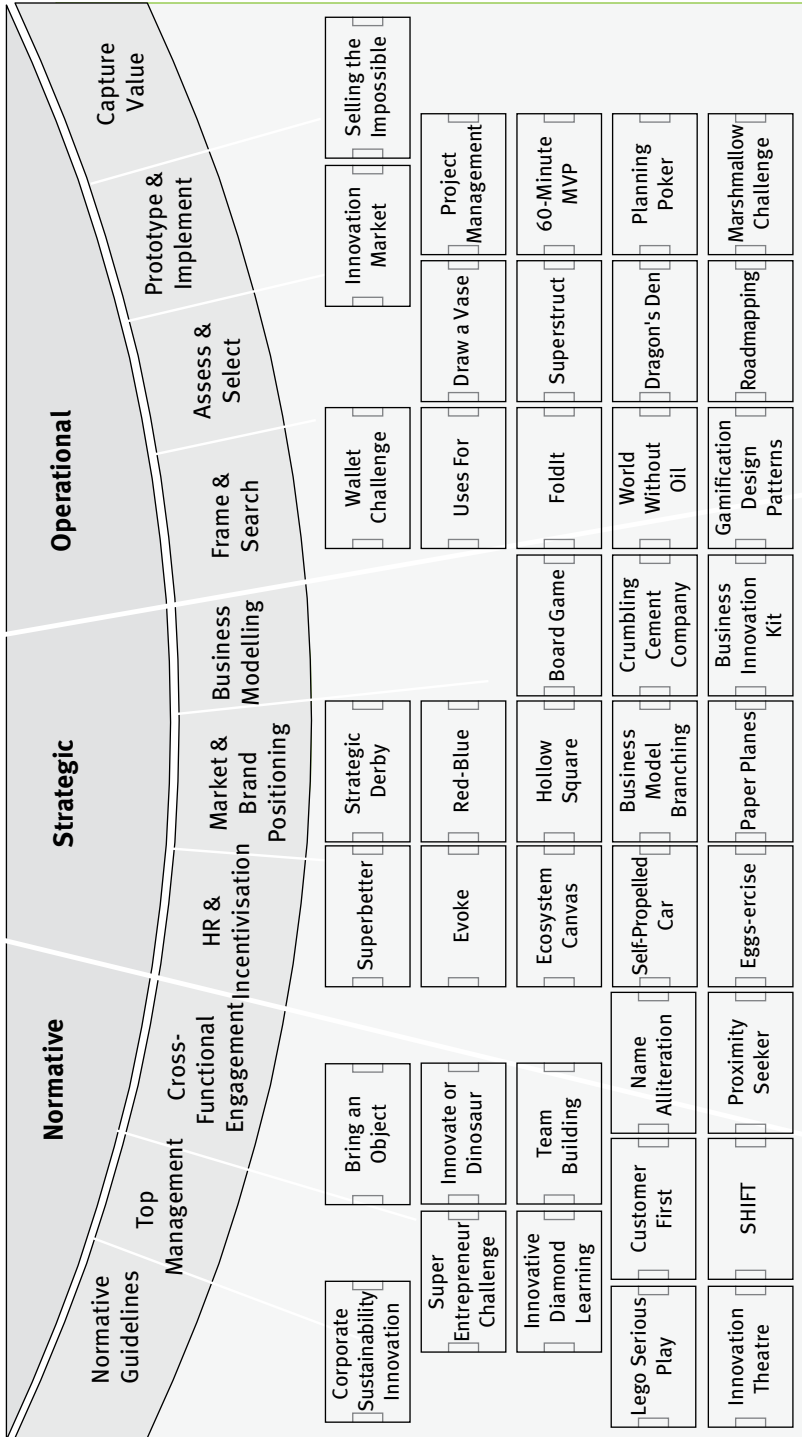 Normative
Strategic
Operational
Normative
Guidelines
Top
Management
Cross-
Functional
Engagement
HR &
Incentivisation
Market &
Brand
Positioning
Business
Modelling
Frame &
Search
Assess &
Select
Prototype &
Implement
Capture
Value
Corporate
Sustainability
Innovation
Bring an
Object
Superbetter
Strategic
Derby
Wallet
Challenge
Innovation
Market
Selling the
Impossible
Super
Entrepreneur
Challenge
Innovate or
Dinosaur
Evoke
Red-Blue
Uses For
Draw a Vase
Project
Management
Innovative
Diamond
Learning
Team
Building
Ecosystem
Canvas
Hollow
Square
Board Game
FoldIt
Superstruct
60-Minute
MVP
Lego Serious
Play
Customer
First
Name
Alliteration
Self-Propelled
Car
Business
Model
Branching
Crumbling
Cement
Company
World
Without
Oil
Dragon's Den
Planning
Poker
Innovation
Theatre
SHIFT
Proximity
Seeker
Eggs-ercise
Paper Planes
Business
Innovation
Kit
Gamification
Design
Patterns
Roadmapping
Marshmallow
Challenge